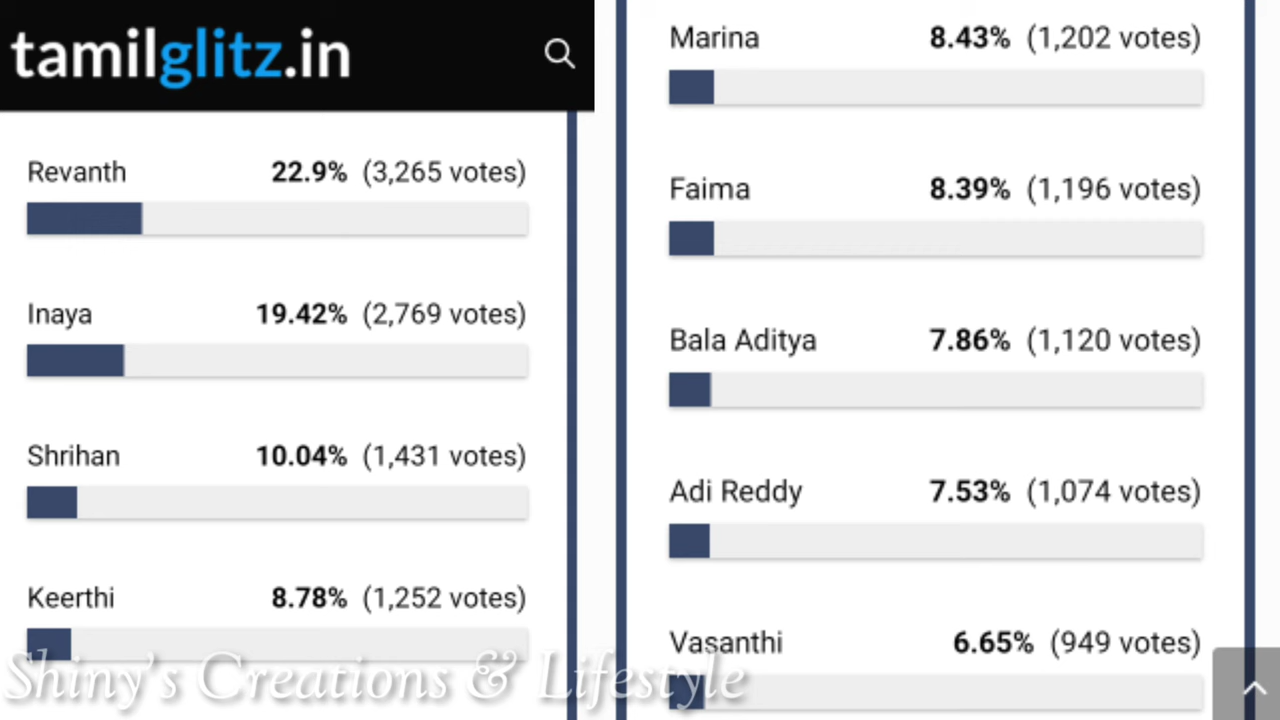 tamilglitz.in
Revanth 22.9% (3,265 votes)
Inaya 19.42% (2,769 votes)
Shrihan 10.04% (1,431 votes)
Keerthi 8.78% (1,252 votes)
Marina 8.43% (1,202 votes)
Faima 8.39% (1,196 votes)
Bala Aditya 7.86% (1,120 votes)
Adi Reddy 7.53% (1,074 votes)
Vasanthi 6.65% (949 votes)
Shiny's Creations & Lifestyle